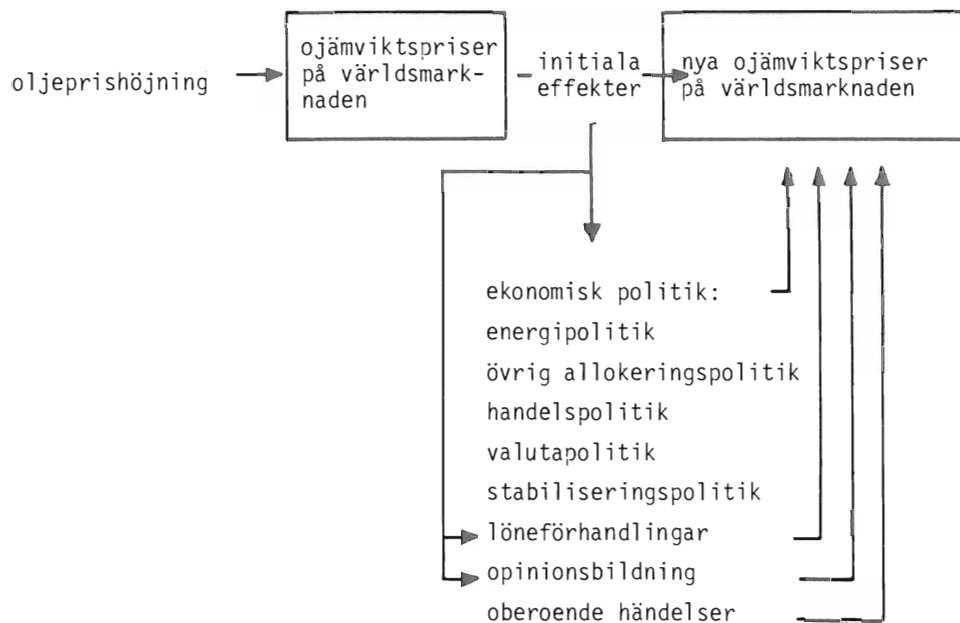 oljeprishöjning
ojämviktspriser
på världsmark-
naden
initiala
effekter
nya ojämviktspriser
på världsmarknaden
ekonomisk politik:
energipolitik
övrig allokeringspolitik
handelspolitik
valutapolitik
stabiliseringspolitik
löneförhandlingar
opinionsbildning
oberoende händelser